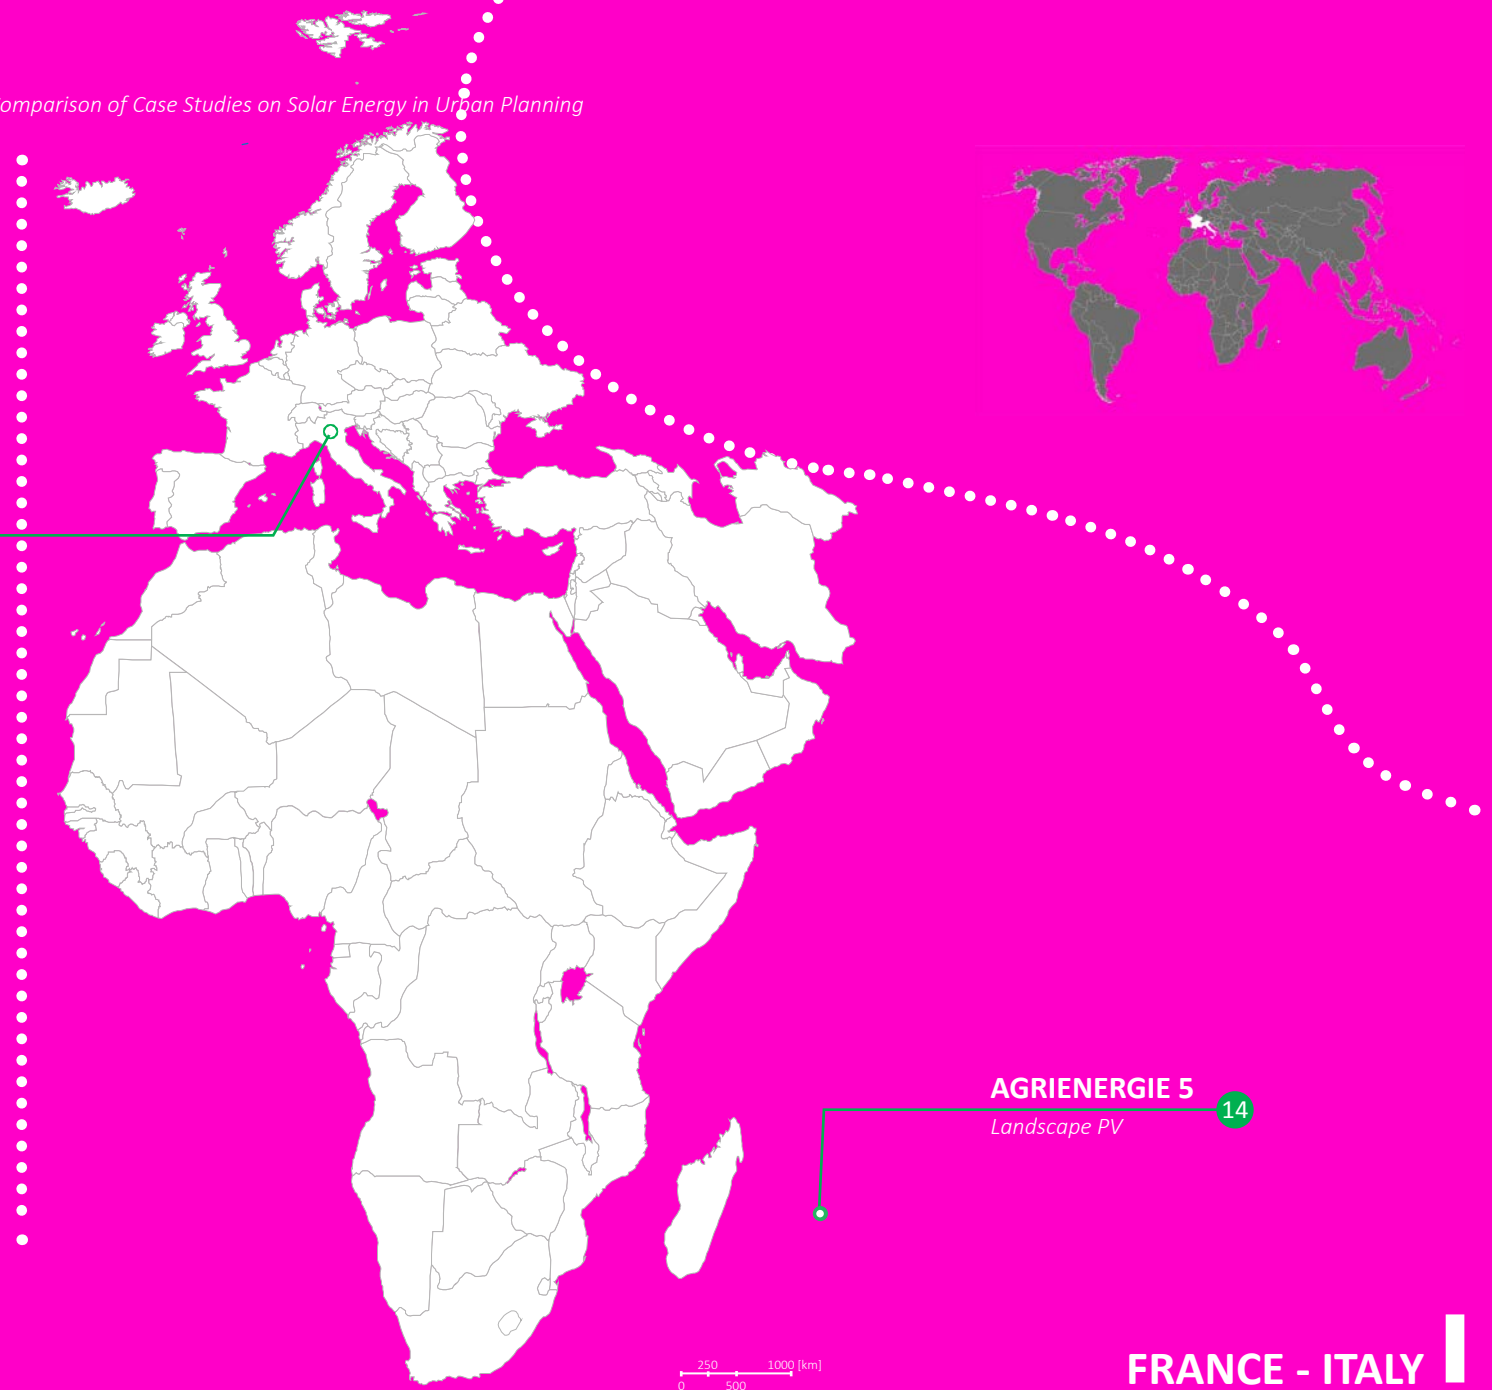 omparison of Case Studies on Solar Energy in Urban Planning
AGRIENERGIE 5
14
Landscape PV
250 1000 [km]
0 500
FRANCE - ITALY